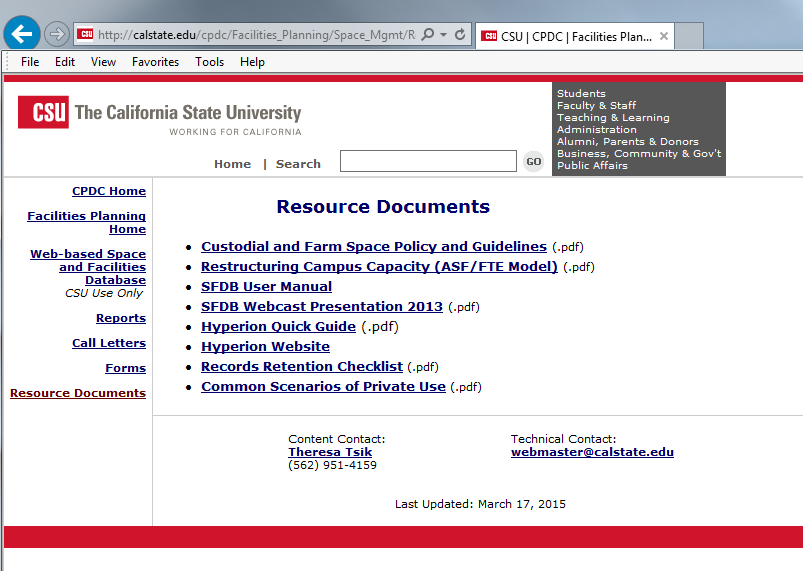 CSU http://calstate.edu/cpdc/Facilities_Planning/Space_Mgmt/R
CSU CSU | CPDC | Facilities Plan...
File Edit View Favorites Tools Help
CSU The California State University
WORKING FOR CALIFORNIA
Home | Search GO
Students
Faculty & Staff
Teaching & Learning
Administration
Alumni, Parents & Donors
Business, Community & Gov't
Public Affairs
CPDC Home
Facilities Planning
Home
Web-based Space
and Facilities
Database
CSU Use Only
Reports
Call Letters
Forms
Resource Documents
Resource Documents
• Custodial and Farm Space Policy and Guidelines (.pdf)
• Restructuring Campus Capacity (ASF/FTE Model) (.pdf)
• SFDB User Manual
• SFDB Webcast Presentation 2013 (.pdf)
• Hyperion Quick Guide (.pdf)
• Hyperion Website
• Records Retention Checklist (.pdf)
• Common Scenarios of Private Use (.pdf)
Content Contact:
Theresa Tsik
(562) 951-4159
Technical Contact:
webmaster@calstate.edu
Last Updated: March 17, 2015